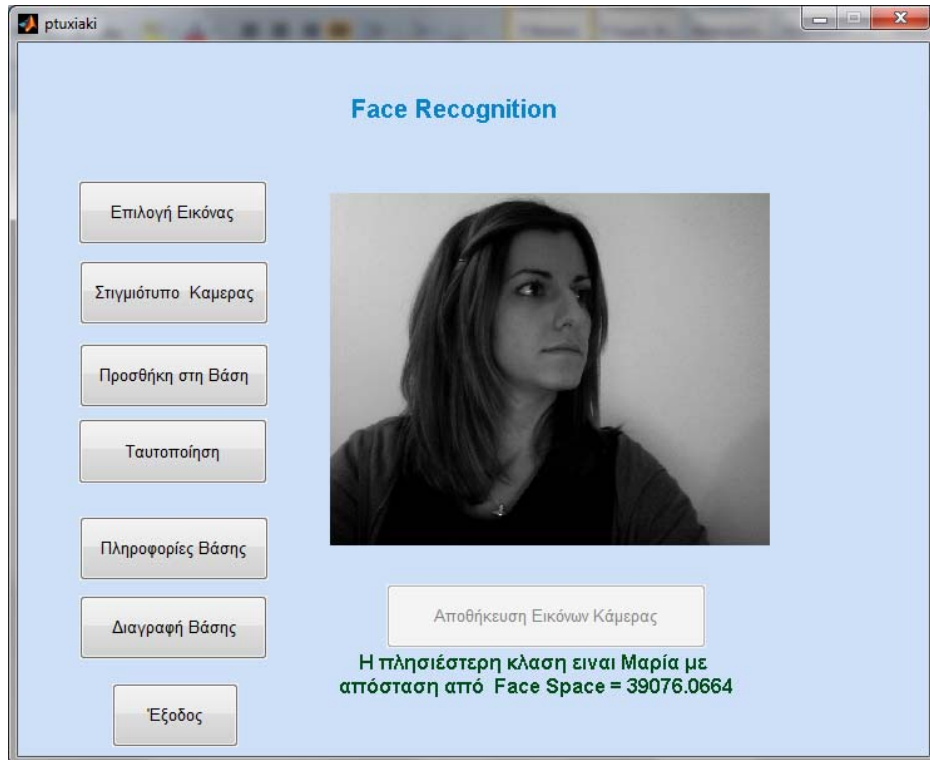 ptuxiaki
Face Recognition
Επιλογή Εικόνας
Στιγμιότυπο Καμερας
Προσθήκη στη Βάση
Ταυτοποίηση
Πληροφορίες Βάσης
Διαγραφή Βάσης
Έξοδος
Αποθήκευση Εικόνων Κάμερας
Η πλησιέστερη κλαση ειναι Μαρία με
απόσταση από Face Space = 39076.0664